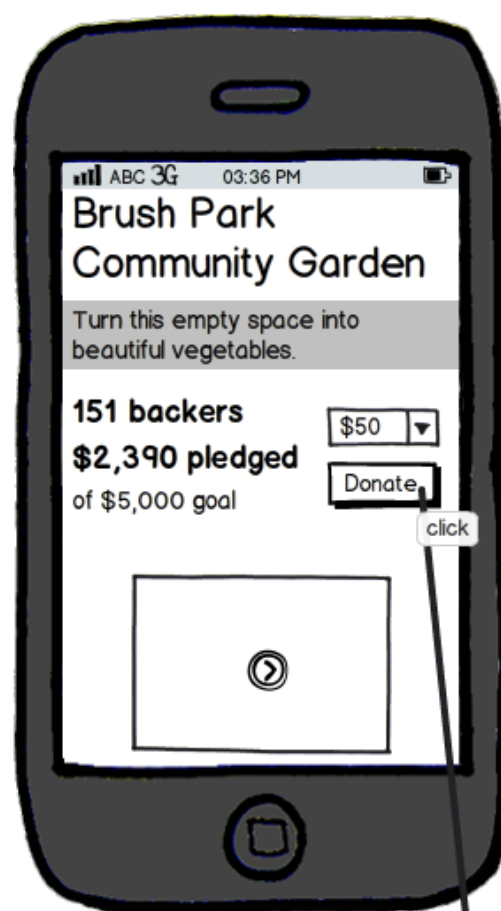 ABC 3G 03:36 PM
Brush Park
Community Garden
Turn this empty space into
beautiful vegetables.
151 backers
$50
$2,390 pledged
Donate
of $5,000 goal
click